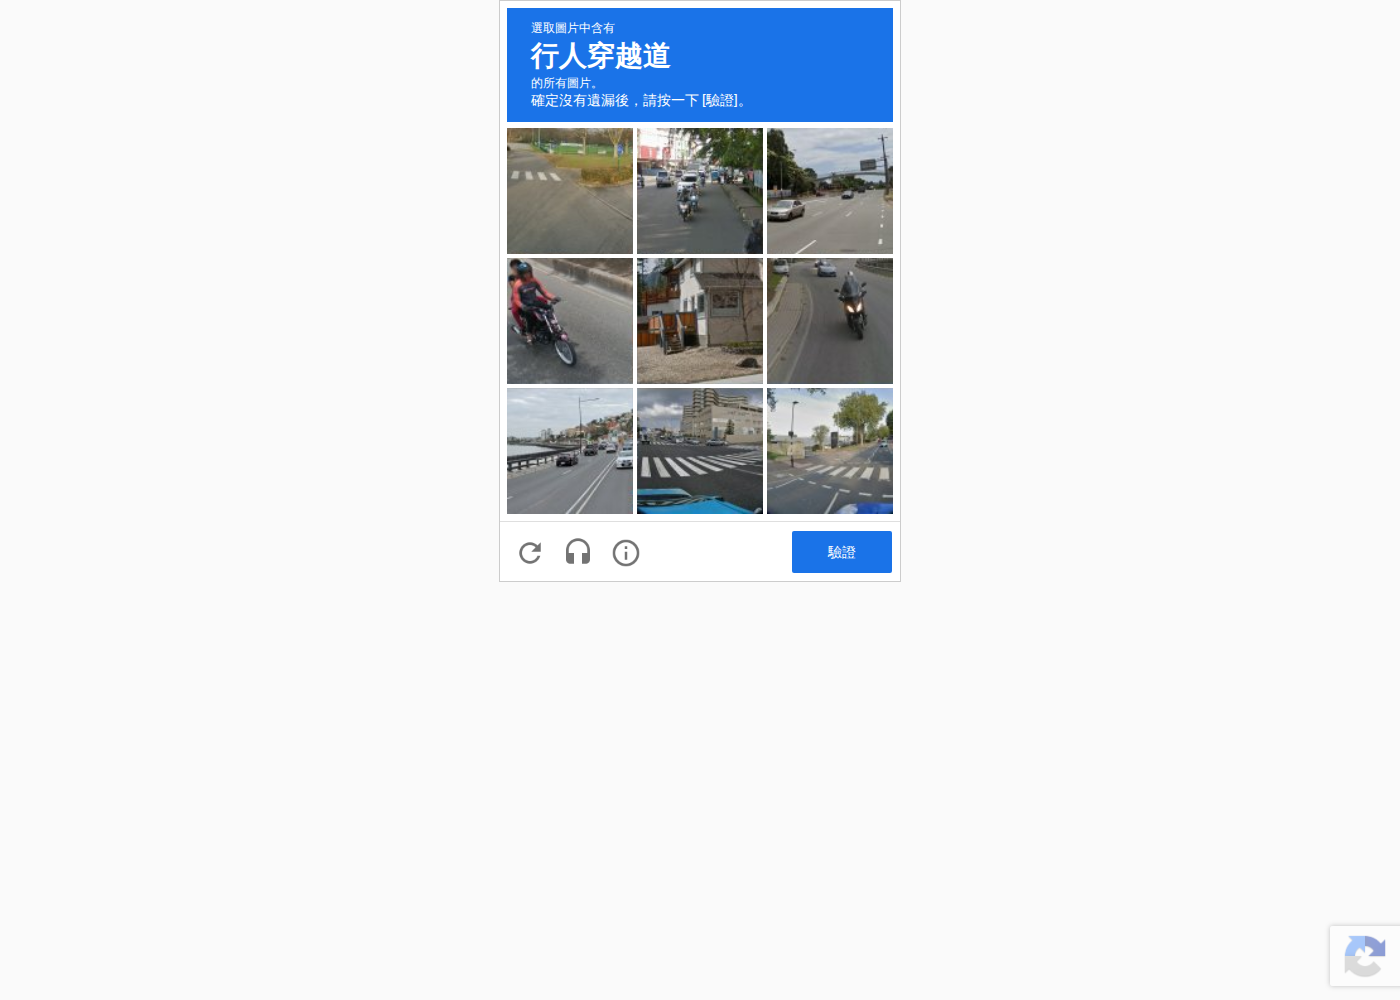 選取圖片中含有
行人穿越道
的所有圖片。
確定沒有遺漏後，請按一下 [驗證]。
驗證